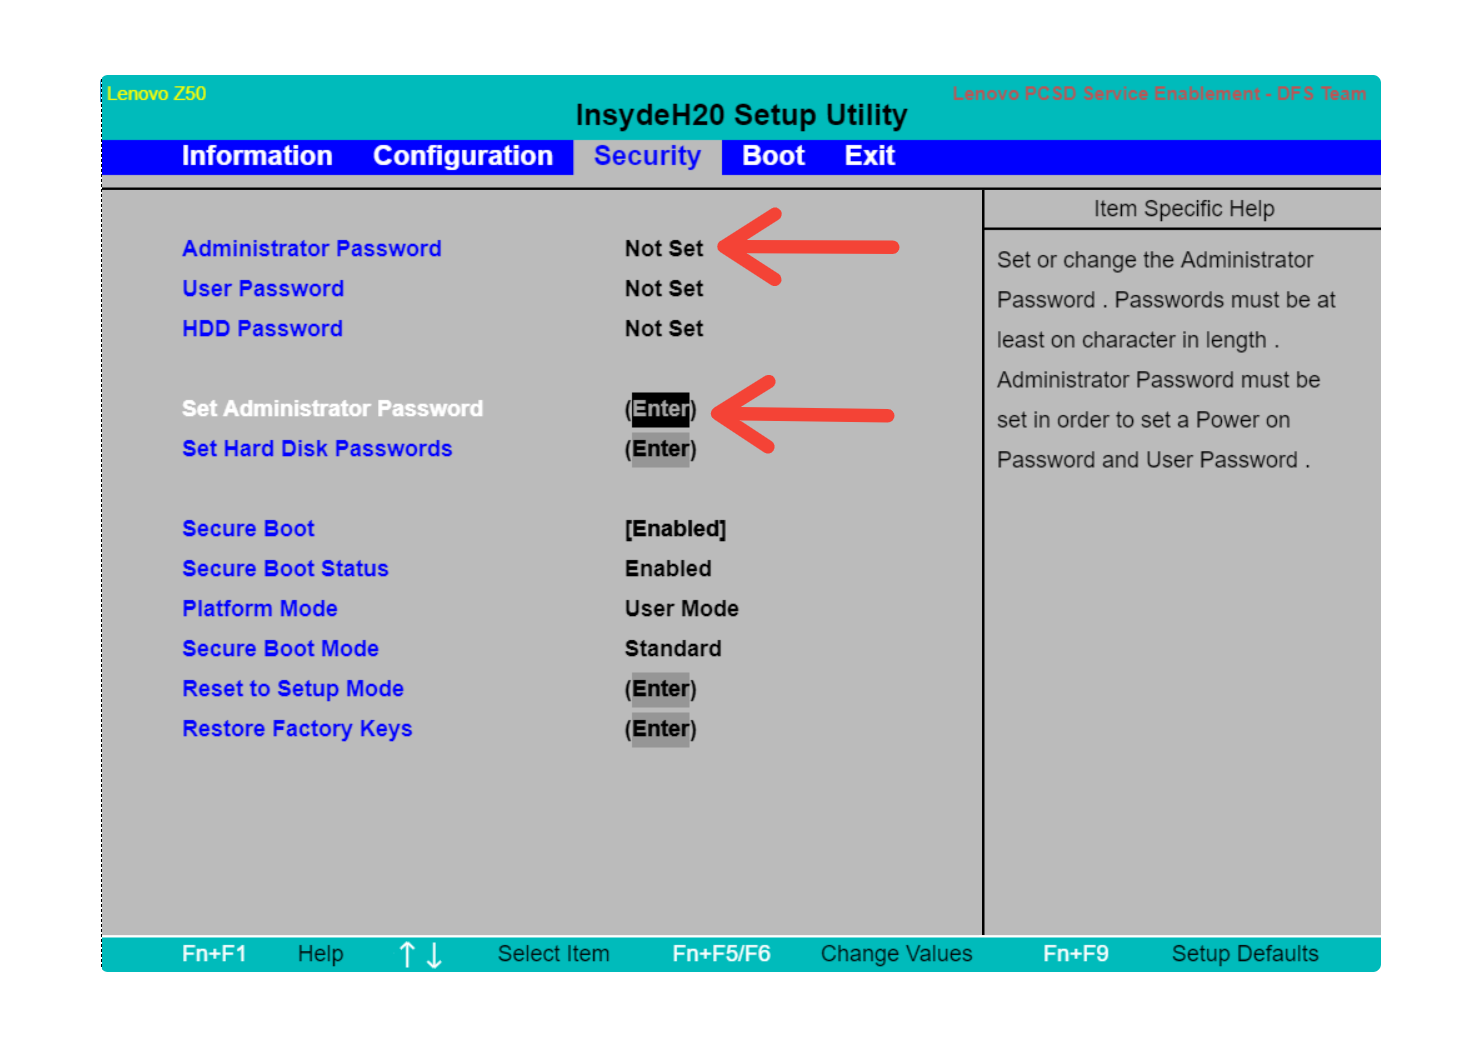 Lenovo Z50
Lenovo PCSD Service Enablement - DFS Team
InsydeH20 Setup Utility
Information Configuration Security Boot Exit
Item Specific Help
Administrator Password Not Set
User Password Not Set
HDD Password Not Set
Set Administrator Password (Enter)
Set Hard Disk Passwords (Enter)
Secure Boot [Enabled]
Secure Boot Status Enabled
Platform Mode User Mode
Secure Boot Mode Standard
Reset to Setup Mode (Enter)
Restore Factory Keys (Enter)
Set or change the Administrator
Password . Passwords must be at
least on character in length .
Administrator Password must be
set in order to set a Power on
Password and User Password .
Fn+F1 Help ↑↓ Select Item Fn+F5/F6 Change Values Fn+F9 Setup Defaults